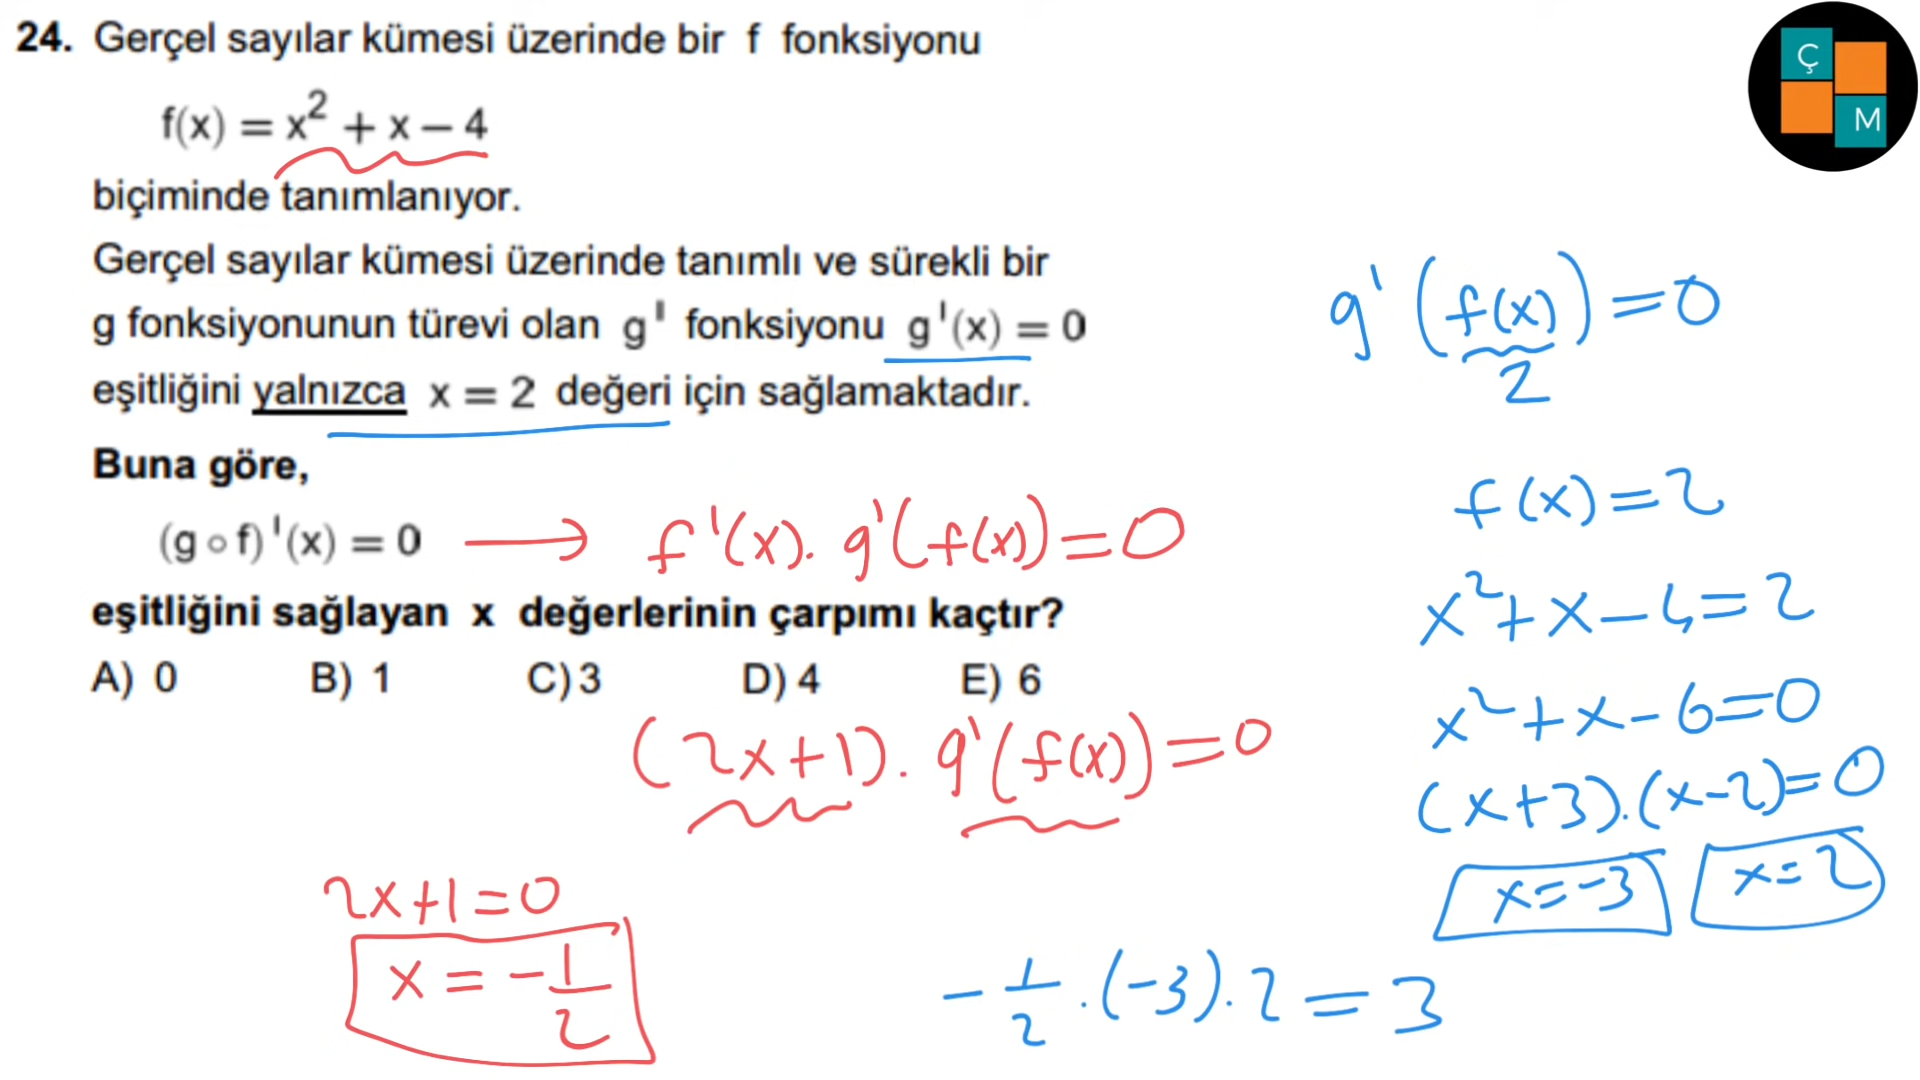 24. Gerçel sayılar kümesi üzerinde bir f fonksiyonu
f(x) = x² + x – 4
biçiminde tanımlanıyor.
Gerçel sayılar kümesi üzerinde tanımlı ve sürekli bir
g fonksiyonunun türevi olan g' fonksiyonu g'(x) = 0
eşitliğini yalnızca x = 2 değeri için sağlamaktadır.
Buna göre,
(g ∘ f)'(x) = 0 → f'(x). g'(f(x)) = 0
eşitliğini sağlayan x değerlerinin çarpımı kaçtır?
A) 0 B) 1 C) 3 D) 4 E) 6
(2x+1). g'(f(x)) = 0
2x+1=0
x = -1/2
Ç
M
g'(f(x)) = 0
2
f(x) = 2
x²+x-4=2
x²+x-6=0
(x+3).(x-2)=0
x=-3 x=2
-1/2 .(-3).2 = 3